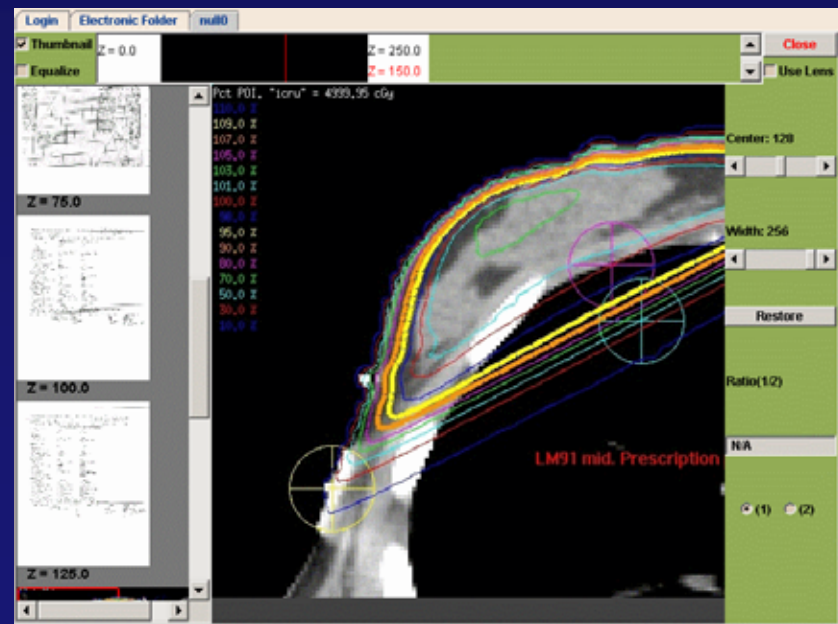 Login Electronic Folder null0
Thumbnail Z = 0.0 Z = 250.0 Close
Equalize Z = 150.0 Use Lens
Pct POI. "icru" = 4999.95 cGy
110.0 %
109.0 %
107.0 %
105.0 %
103.0 %
101.0 %
100.0 %
98.0 %
95.0 %
90.0 %
80.0 %
70.0 %
50.0 %
30.0 %
10.0 %
Z = 75.0
Z = 100.0
Z = 125.0
LM91 mid. Prescription
Center: 128
Width: 256
Restore
Ratio(1/2)
N/A
(1) (2)